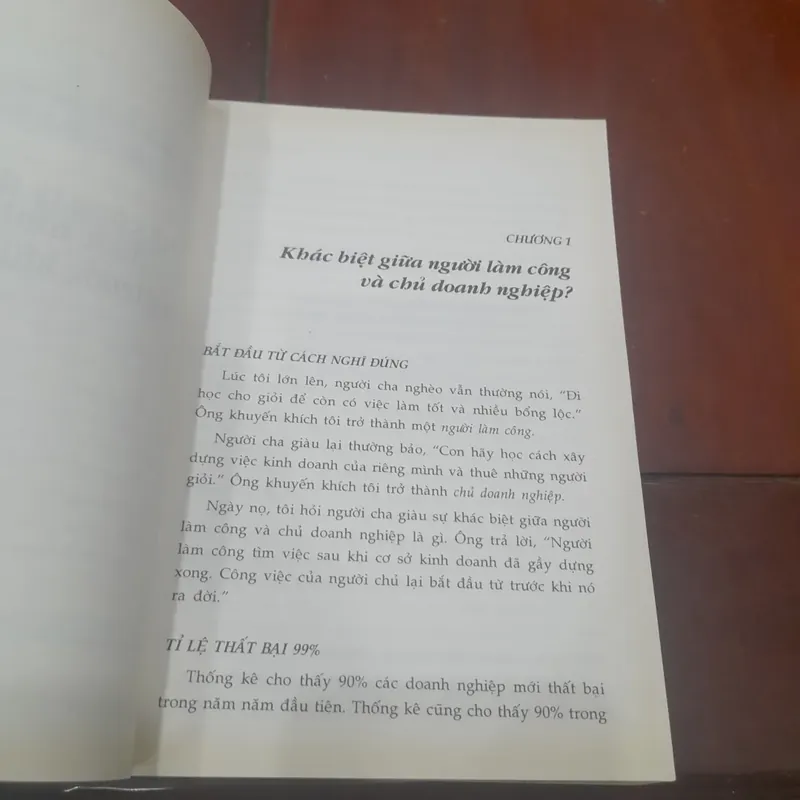 CHƯƠNG 1
Khác biệt giữa người làm công
và chủ doanh nghiệp?
BẮT ĐẦU TỪ CÁCH NGHĨ ĐÚNG
Lúc tôi lớn lên, người cha nghèo vẫn thường nói, “Đi
học cho giỏi để còn có việc làm tốt và nhiều bổng lộc.”
Ông khuyến khích tôi trở thành một người làm công.
Người cha giàu lại thường bảo, “Con hãy học cách xây
dựng việc kinh doanh của riêng mình và thuê những người
giỏi.” Ông khuyến khích tôi trở thành chủ doanh nghiệp.
Ngày nọ, tôi hỏi người cha giàu sự khác biệt giữa người
làm công và chủ doanh nghiệp là gì. Ông trả lời, “Người
làm công tìm việc sau khi cơ sở kinh doanh đã gầy dựng
xong. Công việc của người chủ lại bắt đầu từ trước khi nó
ra đời.”
TỈ LỆ THẤT BẠI 99%
Thống kê cho thấy 90% các doanh nghiệp mới thất bại
trong năm năm đầu tiên. Thống kê cũng cho thấy 90% trong